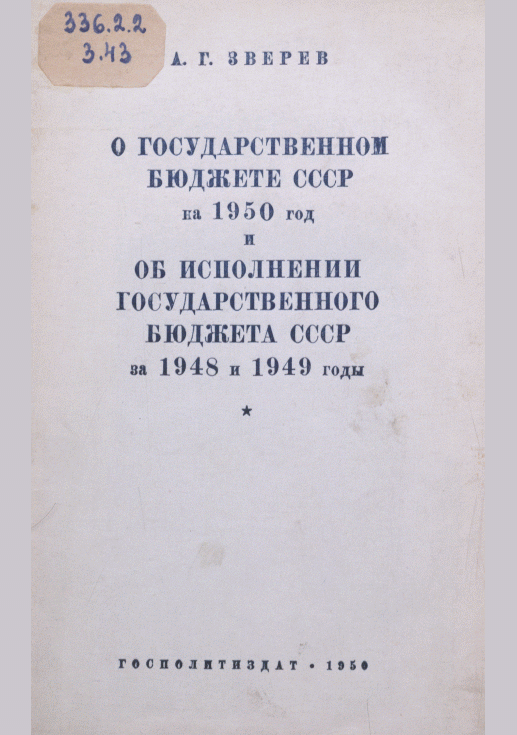 336.2.2
З.43
А. Г. ЗВЕРЕВ
О ГОСУДАРСТВЕННОМ
БЮДЖЕТЕ СССР
на 1950 год
и
ОБ ИСПОЛНЕНИИ
ГОСУДАРСТВЕННОГО
БЮДЖЕТА СССР
за 1948 и 1949 годы
★
ГОСПОЛИТИЗДАТ • 1950